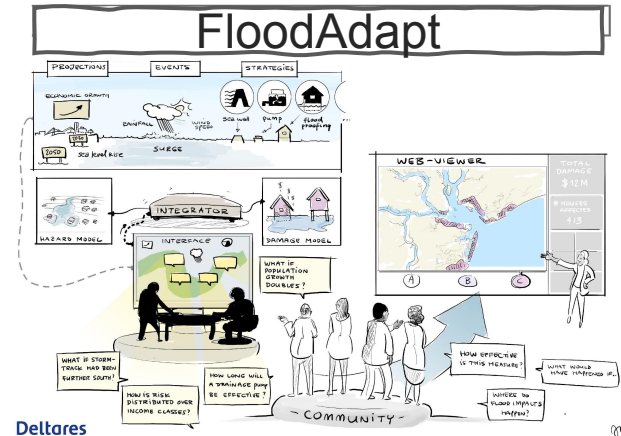 FloodAdapt
PROJECTIONS
EVENTS
STRATEGIES
ECONOMIC GROWTH
RAINFALL
WIND
SPEED
sea wall
pump
flood
proofing
2050
2050
sea level rise
SURGE
HAZARD MODEL
INTEGRATOR
DAMAGE MODEL
INTERFACE
WEB-VIEWER
TOTAL
DAMAGE
$12M
HOUSES
AFFECTED
413
A
B
C
WHAT IF
POPULATION
GROWTH
DOUBLES?
WHAT IF STORM-
TRACK HAD BEEN
FURTHER SOUTH?
HOW IS RISK
DISTRIBUTED OVER
INCOME CLASSES?
HOW LONG WILL
A DRAINAGE PUMP
BE EFFECTIVE?
- COMMUNITY -
HOW EFFECTIVE
IS THIS MEASURE?
WHAT WOULD
HAVE HAPPENED IF..
WHERE DO
FLOOD IMPACTS
HAPPEN?
Deltares